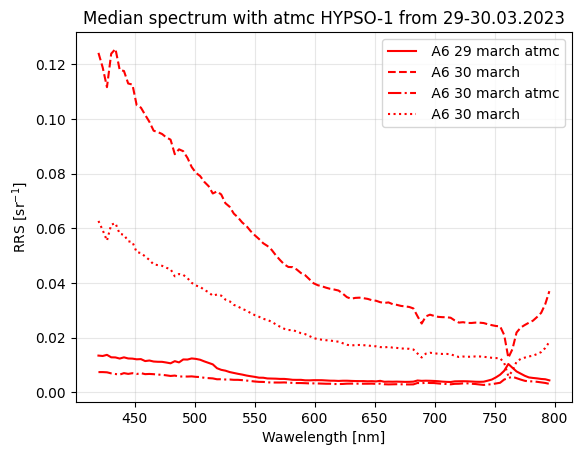 Median spectrum with atmc HYPSO-1 from 29-30.03.2023
A6 29 march atmc
A6 30 march
A6 30 march atmc
A6 30 march
RRS [sr⁻¹]
0.12
0.10
0.08
0.06
0.04
0.02
0.00
450 500 550 600 650 700 750 800
Wawelength [nm]